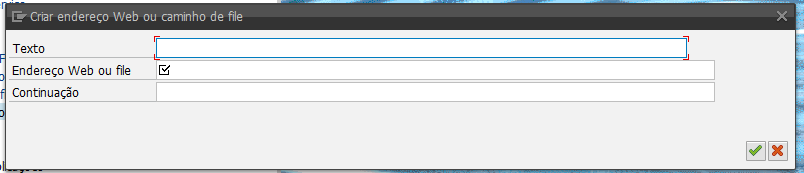 Criar endereço Web ou caminho de file
Texto
Endereço Web ou file
Continuação